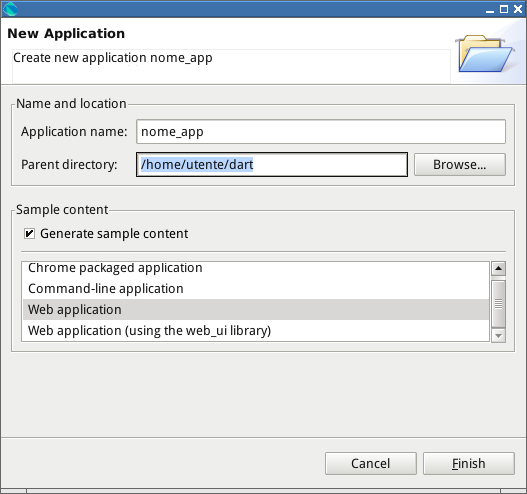 New Application
Create new application nome_app
Name and location
Application name: nome_app
Parent directory: /home/utente/dart Browse...
Sample content
Generate sample content
Chrome packaged application
Command-line application
Web application
Web application (using the web_ui library)
Cancel Finish